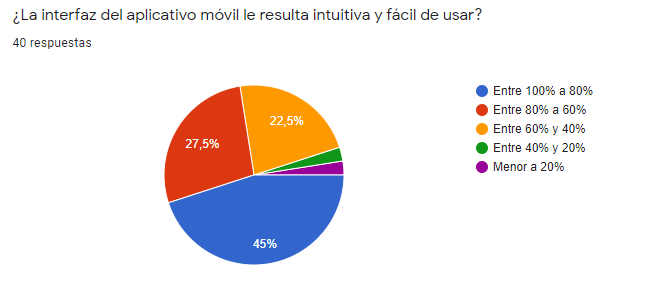 ¿La interfaz del aplicativo móvil le resulta intuitiva y fácil de usar?
40 respuestas
Entre 100% a 80%
Entre 80% a 60%
Entre 60% y 40%
Entre 40% y 20%
Menor a 20%
22,5%
27,5%
45%